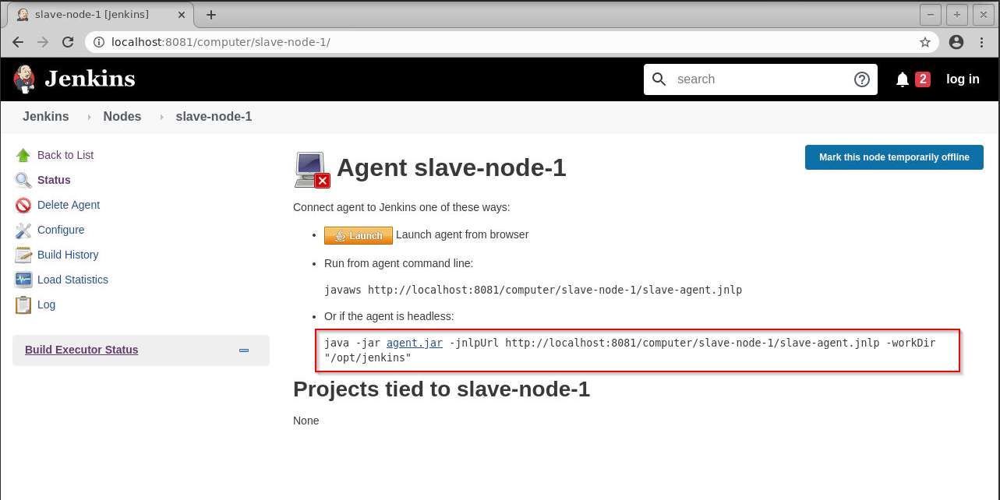 slave-node-1 [Jenkins]
localhost:8081/computer/slave-node-1/
Jenkins
search
2
log in
Jenkins
Nodes
slave-node-1
Back to List
Status
Delete Agent
Configure
Build History
Load Statistics
Log
Build Executor Status
Agent slave-node-1
Mark this node temporarily offline
Connect agent to Jenkins one of these ways:
Launch Launch agent from browser
Run from agent command line:
javaws http://localhost:8081/computer/slave-node-1/slave-agent.jnlp
Or if the agent is headless:
java -jar agent.jar -jnlpUrl http://localhost:8081/computer/slave-node-1/slave-agent.jnlp -workDir
"/opt/jenkins"
Projects tied to slave-node-1
None